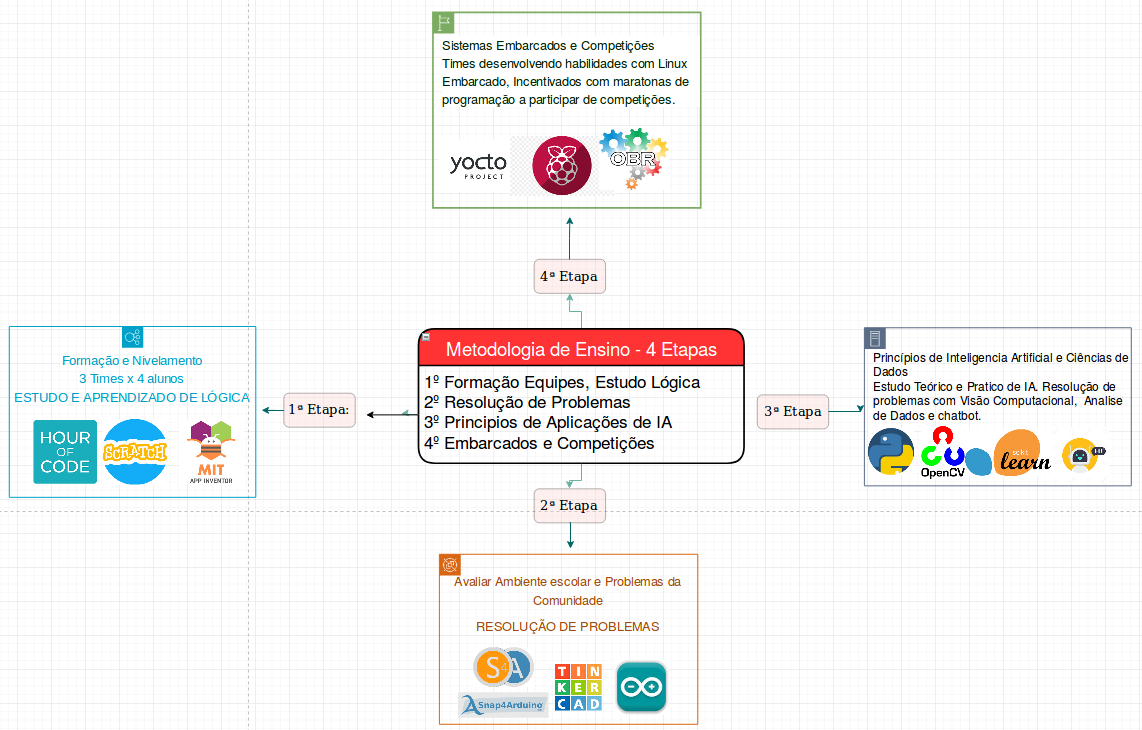 Sistemas Embarcados e Competições
Times desenvolvendo habilidades com Linux
Embarcado, Incentivados com maratonas de
programação a participar de competições.
yocto
PROJECT
OBR
4ª Etapa
Formação e Nivelamento
3 Times x 4 alunos
ESTUDO E APRENDIZADO DE LÓGICA
HOUR
OF
CODE
SCRATCH
MIT
APP INVENTOR
1ª Etapa:
Metodologia de Ensino - 4 Etapas
1º Formação Equipes, Estudo Lógica
2º Resolução de Problemas
3º Principios de Aplicações de IA
4º Embarcados e Competições
3ª Etapa
Princípios de Inteligencia Artificial e Ciências de
Dados
Estudo Teórico e Pratico de IA. Resolução de
problemas com Visão Computacional, Analise
de Dados e chatbot.
OpenCV
scikit
learn
HI
2ª Etapa
Avaliar Ambiente escolar e Problemas da
Comunidade
RESOLUÇÃO DE PROBLEMAS
S4A
Snap4Arduino
TIN
KER
CAD